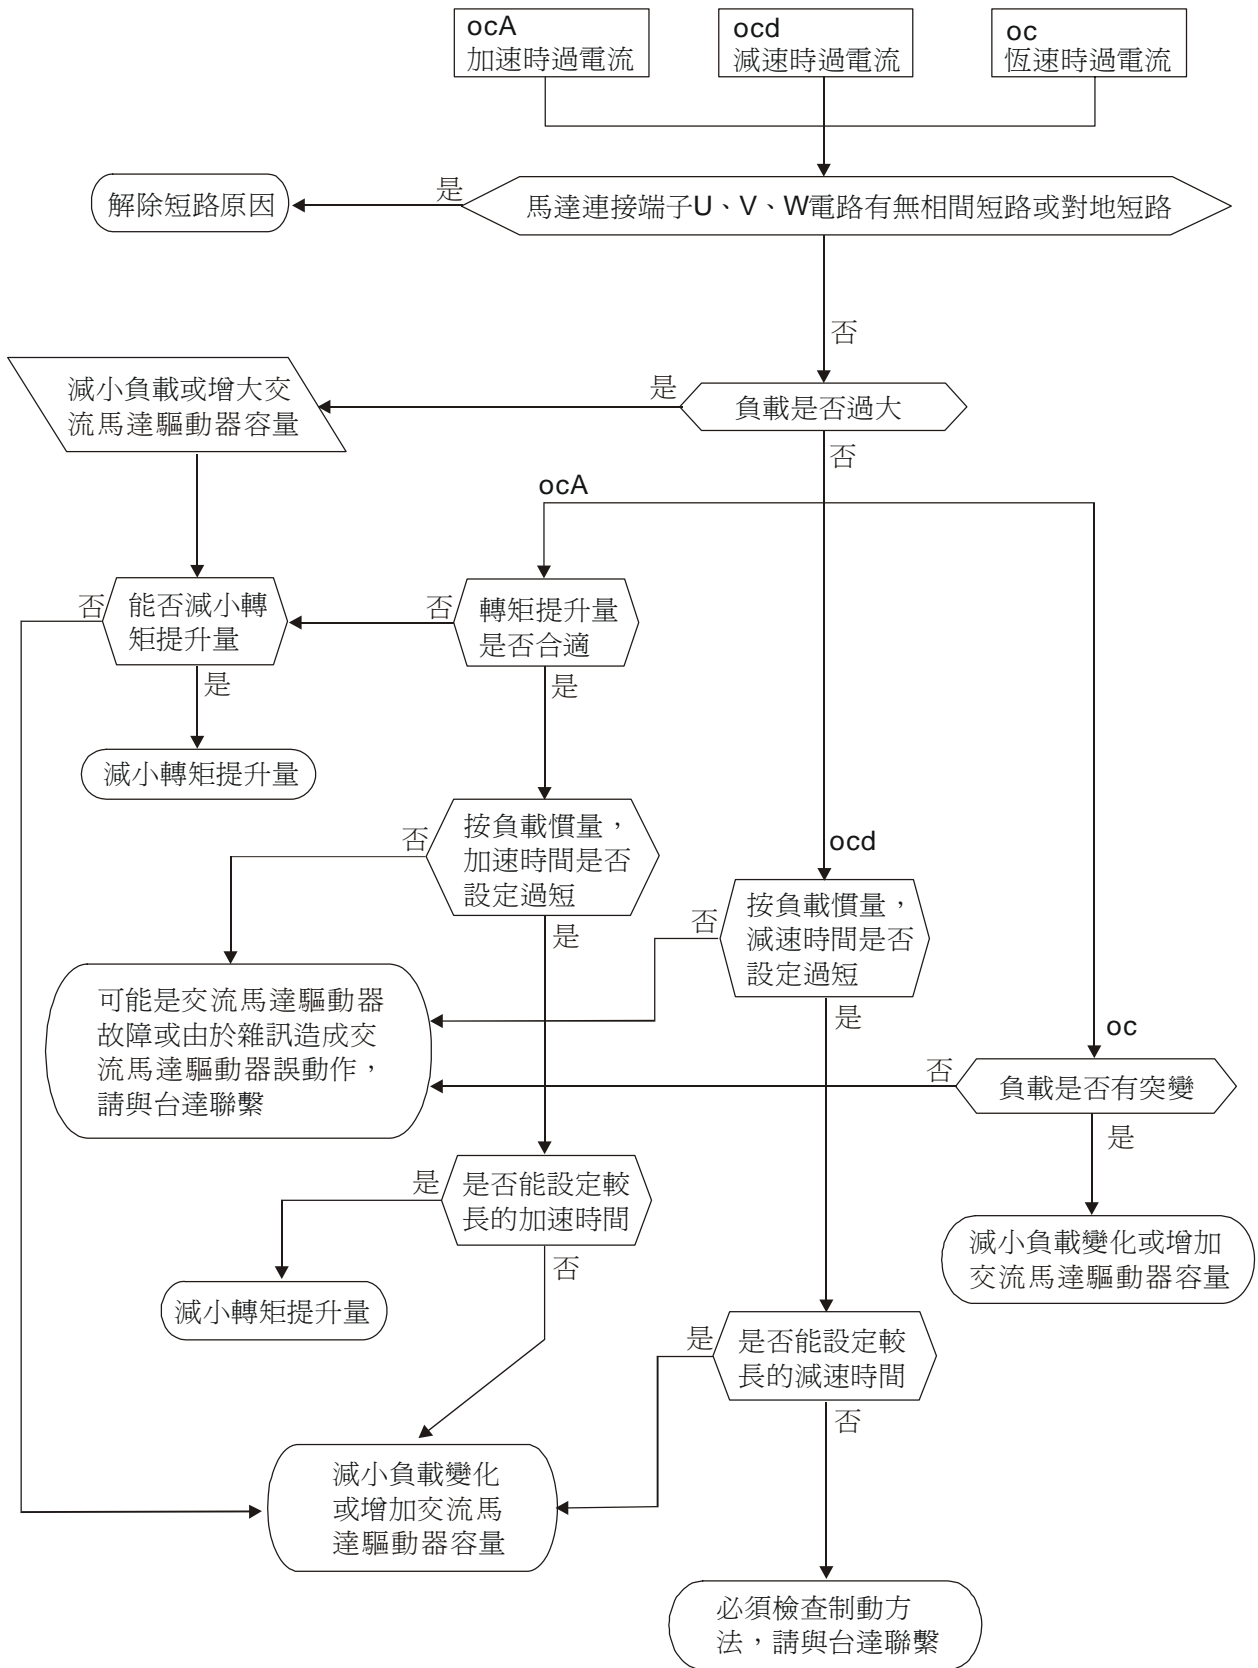 ocA
加速時過電流
ocd
減速時過電流
oc
恆速時過電流
解除短路原因
是
馬達連接端子U、V、W電路有無相間短路或對地短路
否
減小負載或增大交
流馬達驅動器容量
是
負載是否過大
否
ocA
否
能否減小轉
矩提升量
否
轉矩提升量
是否合適
是
是
減小轉矩提升量
否
按負載慣量，
加速時間是否
設定過短
ocd
是
否
按負載慣量，
減速時間是否
設定過短
可能是交流馬達驅動器
故障或由於雜訊造成交
流馬達驅動器誤動作，
請與台達聯繫
是
oc
否
負載是否有突變
是
是
是否能設定較
長的加速時間
否
減小負載變化或增加
交流馬達驅動器容量
減小轉矩提升量
是
是否能設定較
長的減速時間
否
減小負載變化
或增加交流馬
達驅動器容量
必須檢查制動方
法，請與台達聯繫